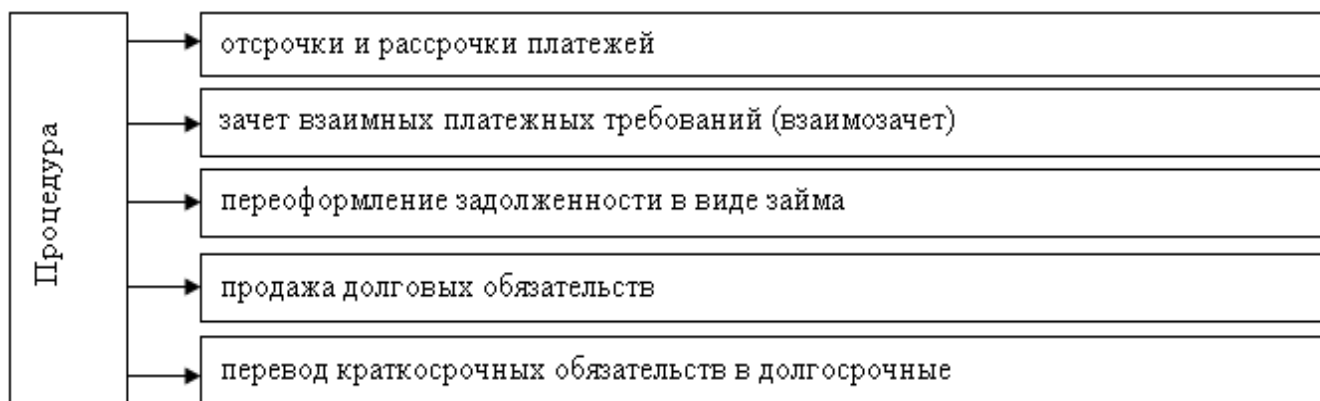 Процедура
отсрочки и рассрочки платежей
зачет взаимных платежных требований (взаимозачет)
переоформление задолженности в виде займа
продажа долговых обязательств
перевод краткосрочных обязательств в долгосрочные